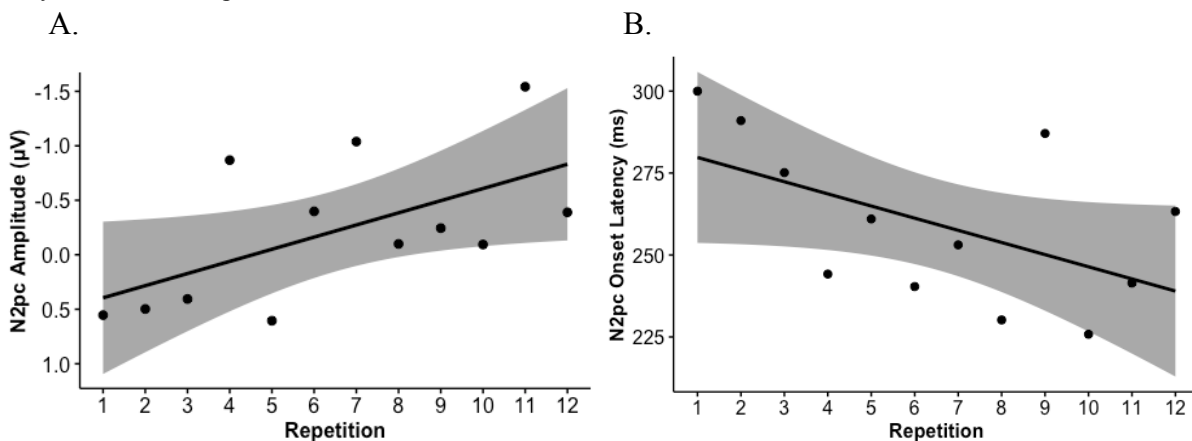 A.
N2pc Amplitude (µV)
-1.5
-1.0
-0.5
0.0
0.5
1.0
1 2 3 4 5 6 7 8 9 10 11 12
Repetition
B.
N2pc Onset Latency (ms)
300
275
250
225
1 2 3 4 5 6 7 8 9 10 11 12
Repetition